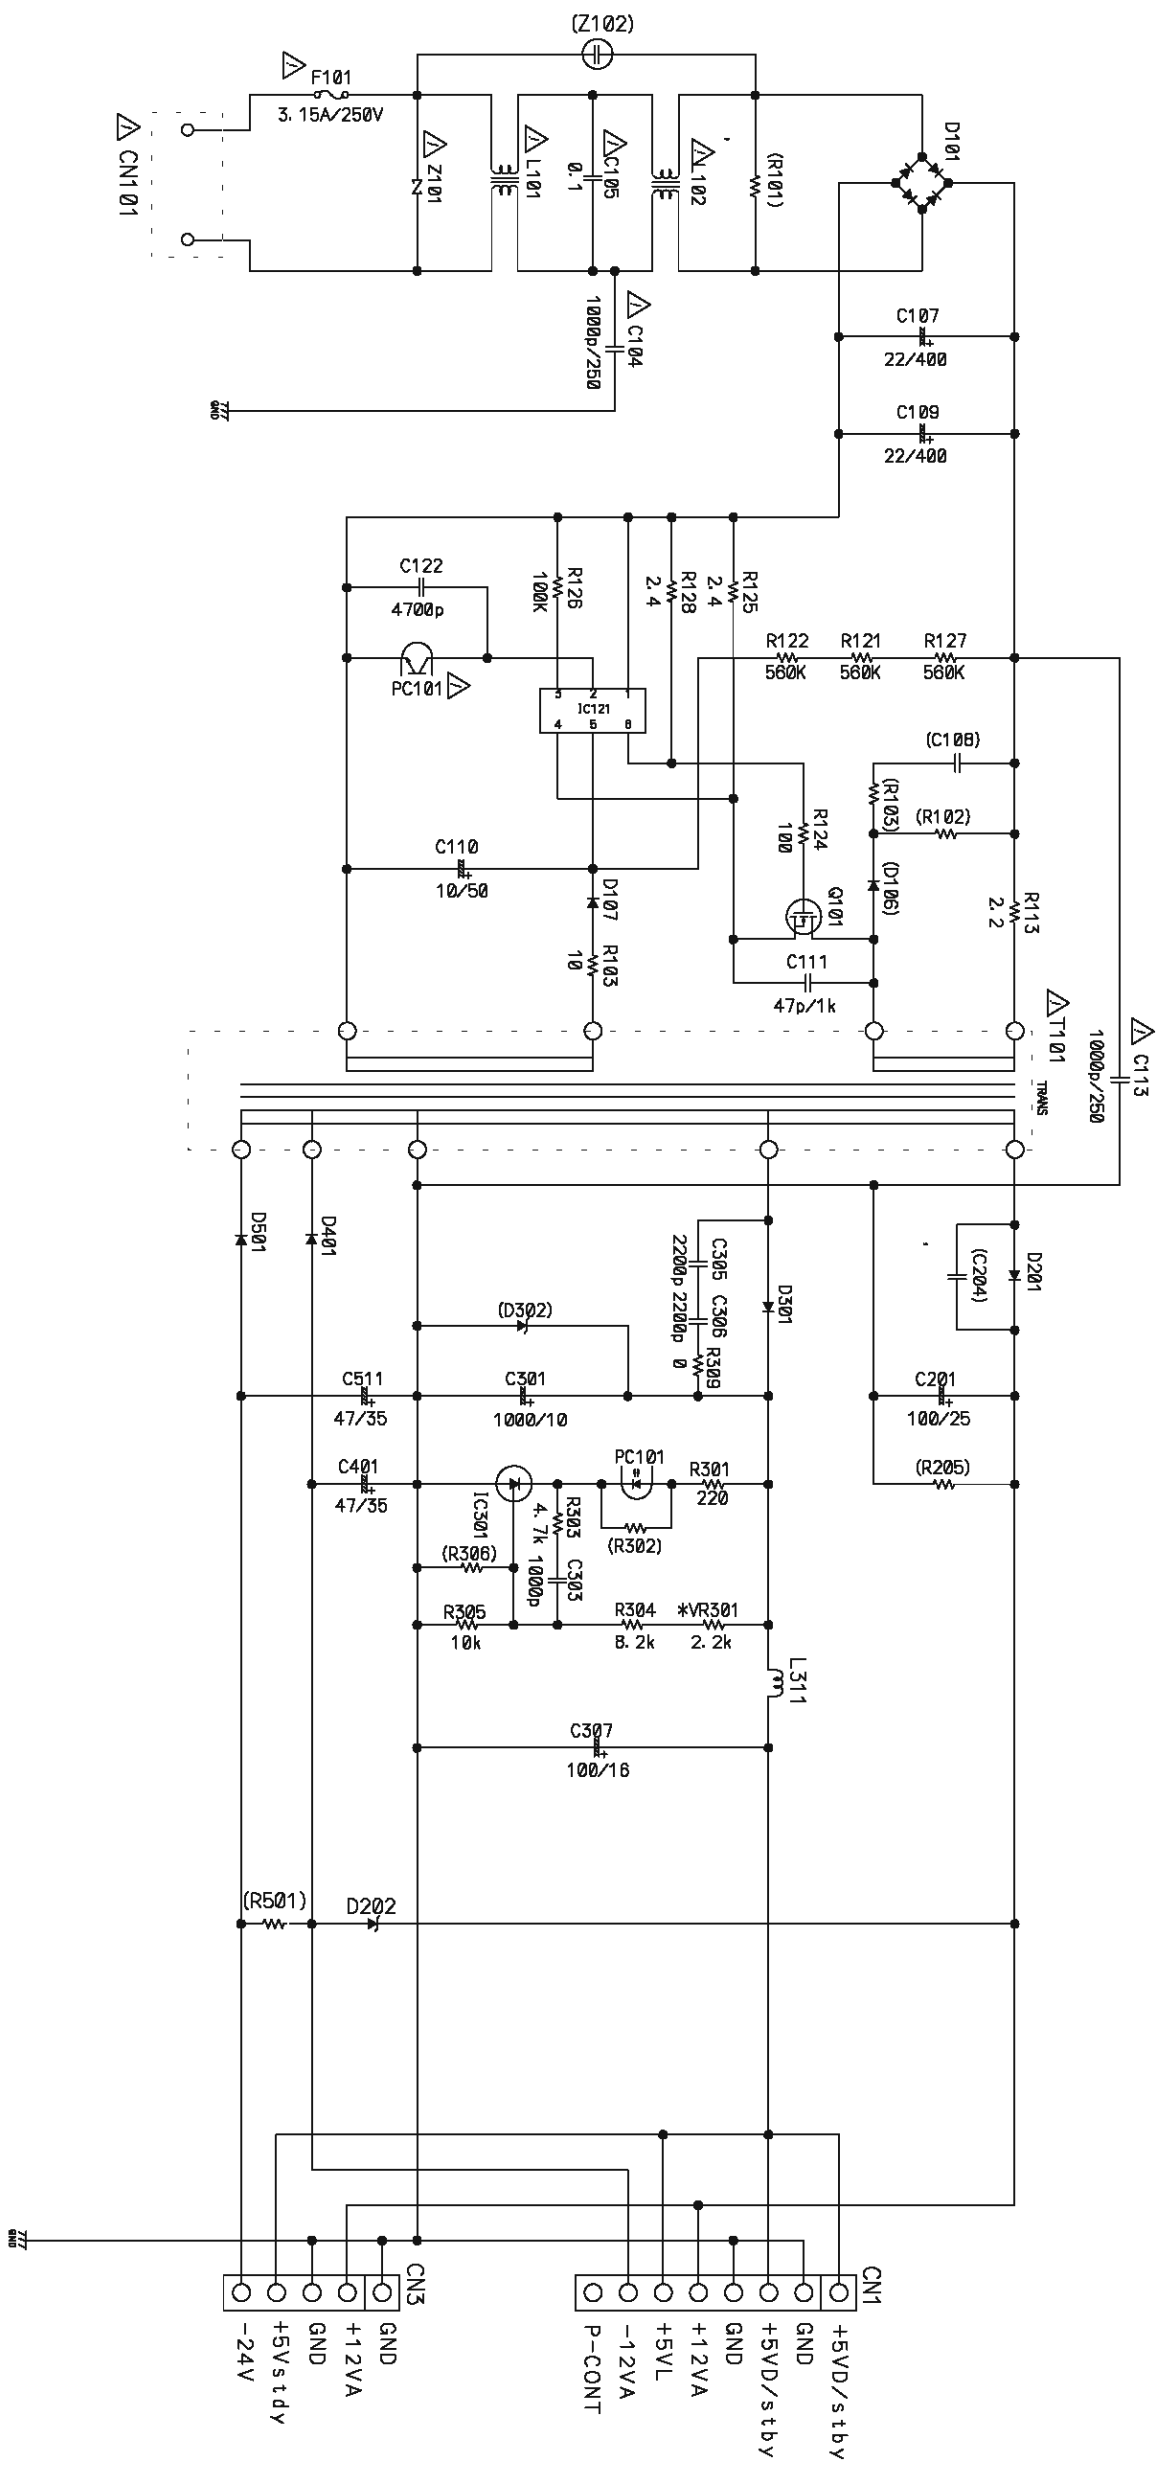 (Z102)
F101
3.15A/250V
CN101
Z101
L101
C105
0.1
L102
(R101)
D101
C104
1000p/250
GND
C107
22/400
C109
22/400
C122
4700p
PC101
R126
100K
R128
2.4
R125
2.4
R122
560K
R121
560K
R127
560K
3 2 1
IC121
4 5 6
(C108)
(R103)
(R102)
C110
10/50
D107
R103
10
R124
100
Q101
(D106)
R113
2.2
C111
47p/1k
T101
TRANS
C113
1000p/250
D501
D401
C305
2200p
C306
2200p
R309
0
D301
(C204)
D201
(D302)
C511
47/35
C301
1000/10
C201
100/25
C401
47/35
IC301
PC101
R301
220
(R205)
R303
4.7k
C303
1000p
(R302)
(R306)
R305
10k
R304
8.2k
*VR301
2.2k
L311
C307
100/16
(R501)
D202
GND
CN3
-24V
+5Vstdy
GND
+12VA
GND
CN1
P-CONT
-12VA
+5VL
+12VA
GND
+5VD/stby
GND
+5VD/stby